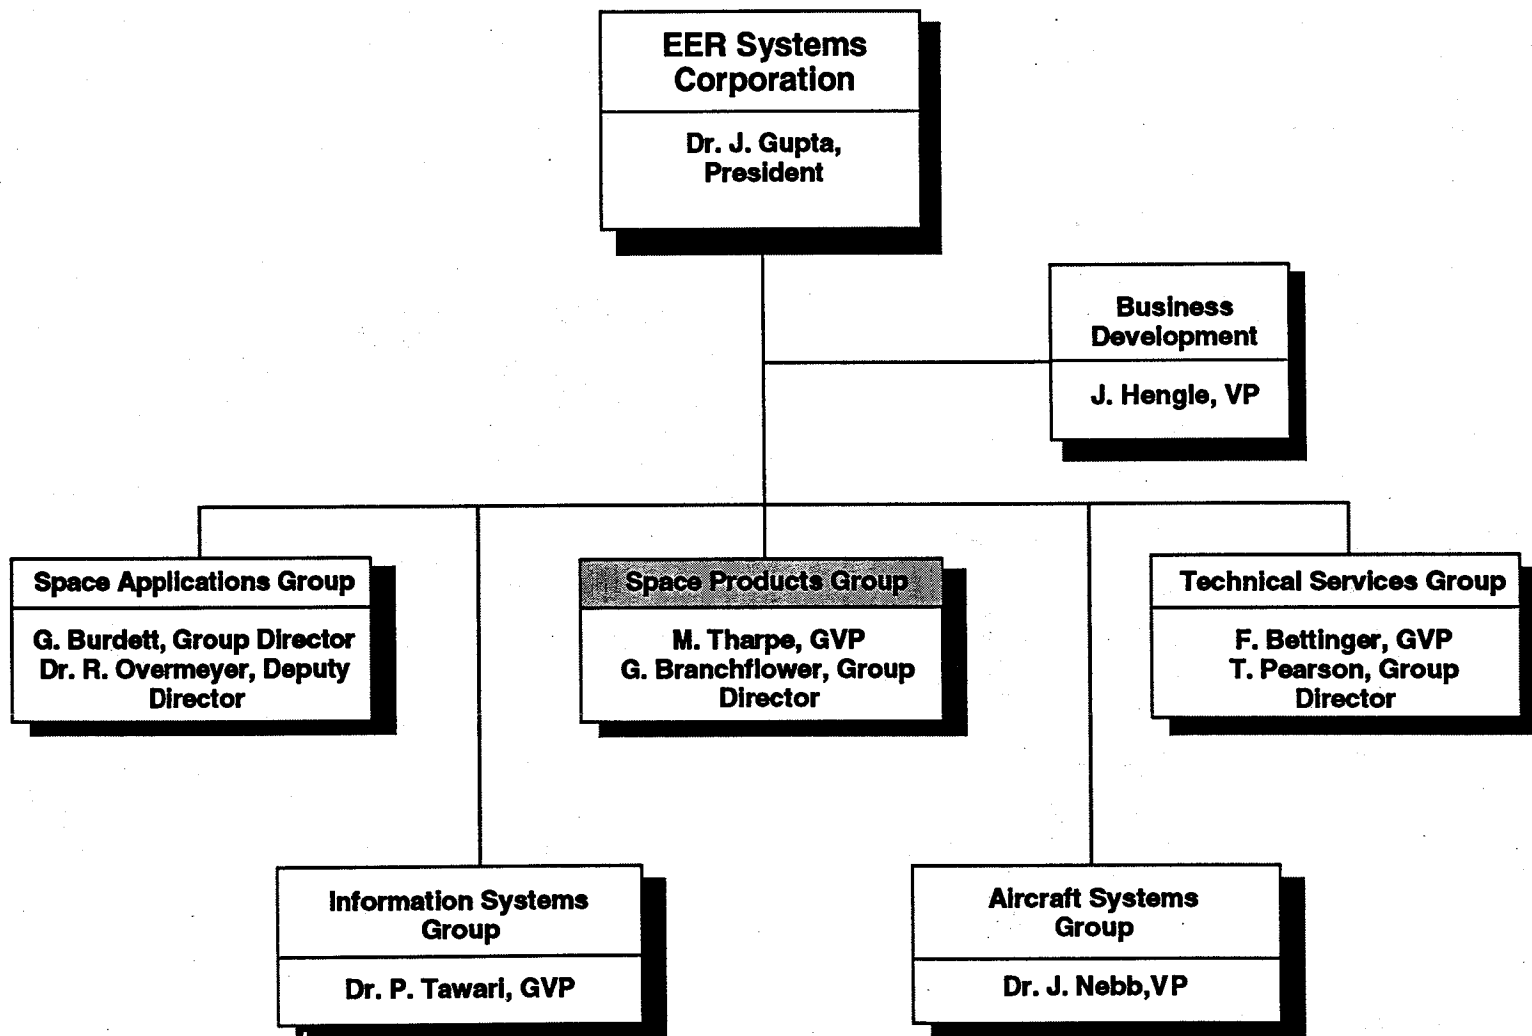 EER Systems
Corporation
Dr. J. Gupta,
President
Business
Development
J. Hengle, VP
Space Applications Group
G. Burdett, Group Director
Dr. R. Overmeyer, Deputy
Director
Space Products Group
M. Tharpe, GVP
G. Branchflower, Group
Director
Technical Services Group
F. Bettinger, GVP
T. Pearson, Group
Director
Information Systems
Group
Dr. P. Tawari, GVP
Aircraft Systems
Group
Dr. J. Nebb,VP